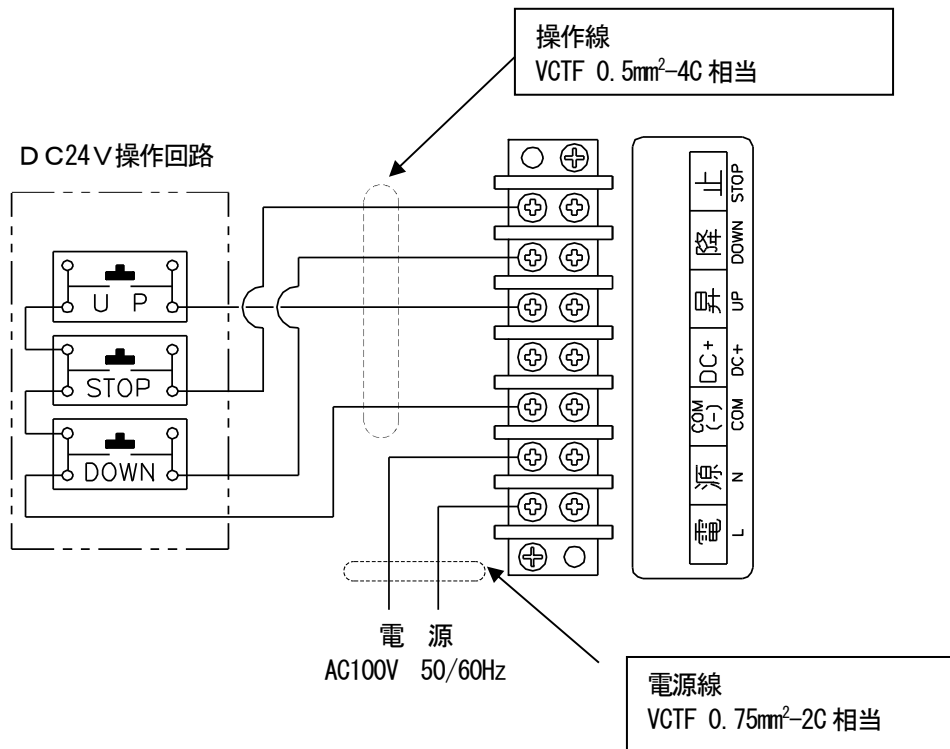 操作線
VCTF 0.5mm²-4C 相当
ＤＣ24Ｖ操作回路
ＵＰ
STOP
DOWN
止 STOP
降 DOWN
昇 UP
DC+ DC+
COM(-) COM
源 N
電 L
電 源
AC100V 50/60Hz
電源線
VCTF 0.75mm²-2C 相当